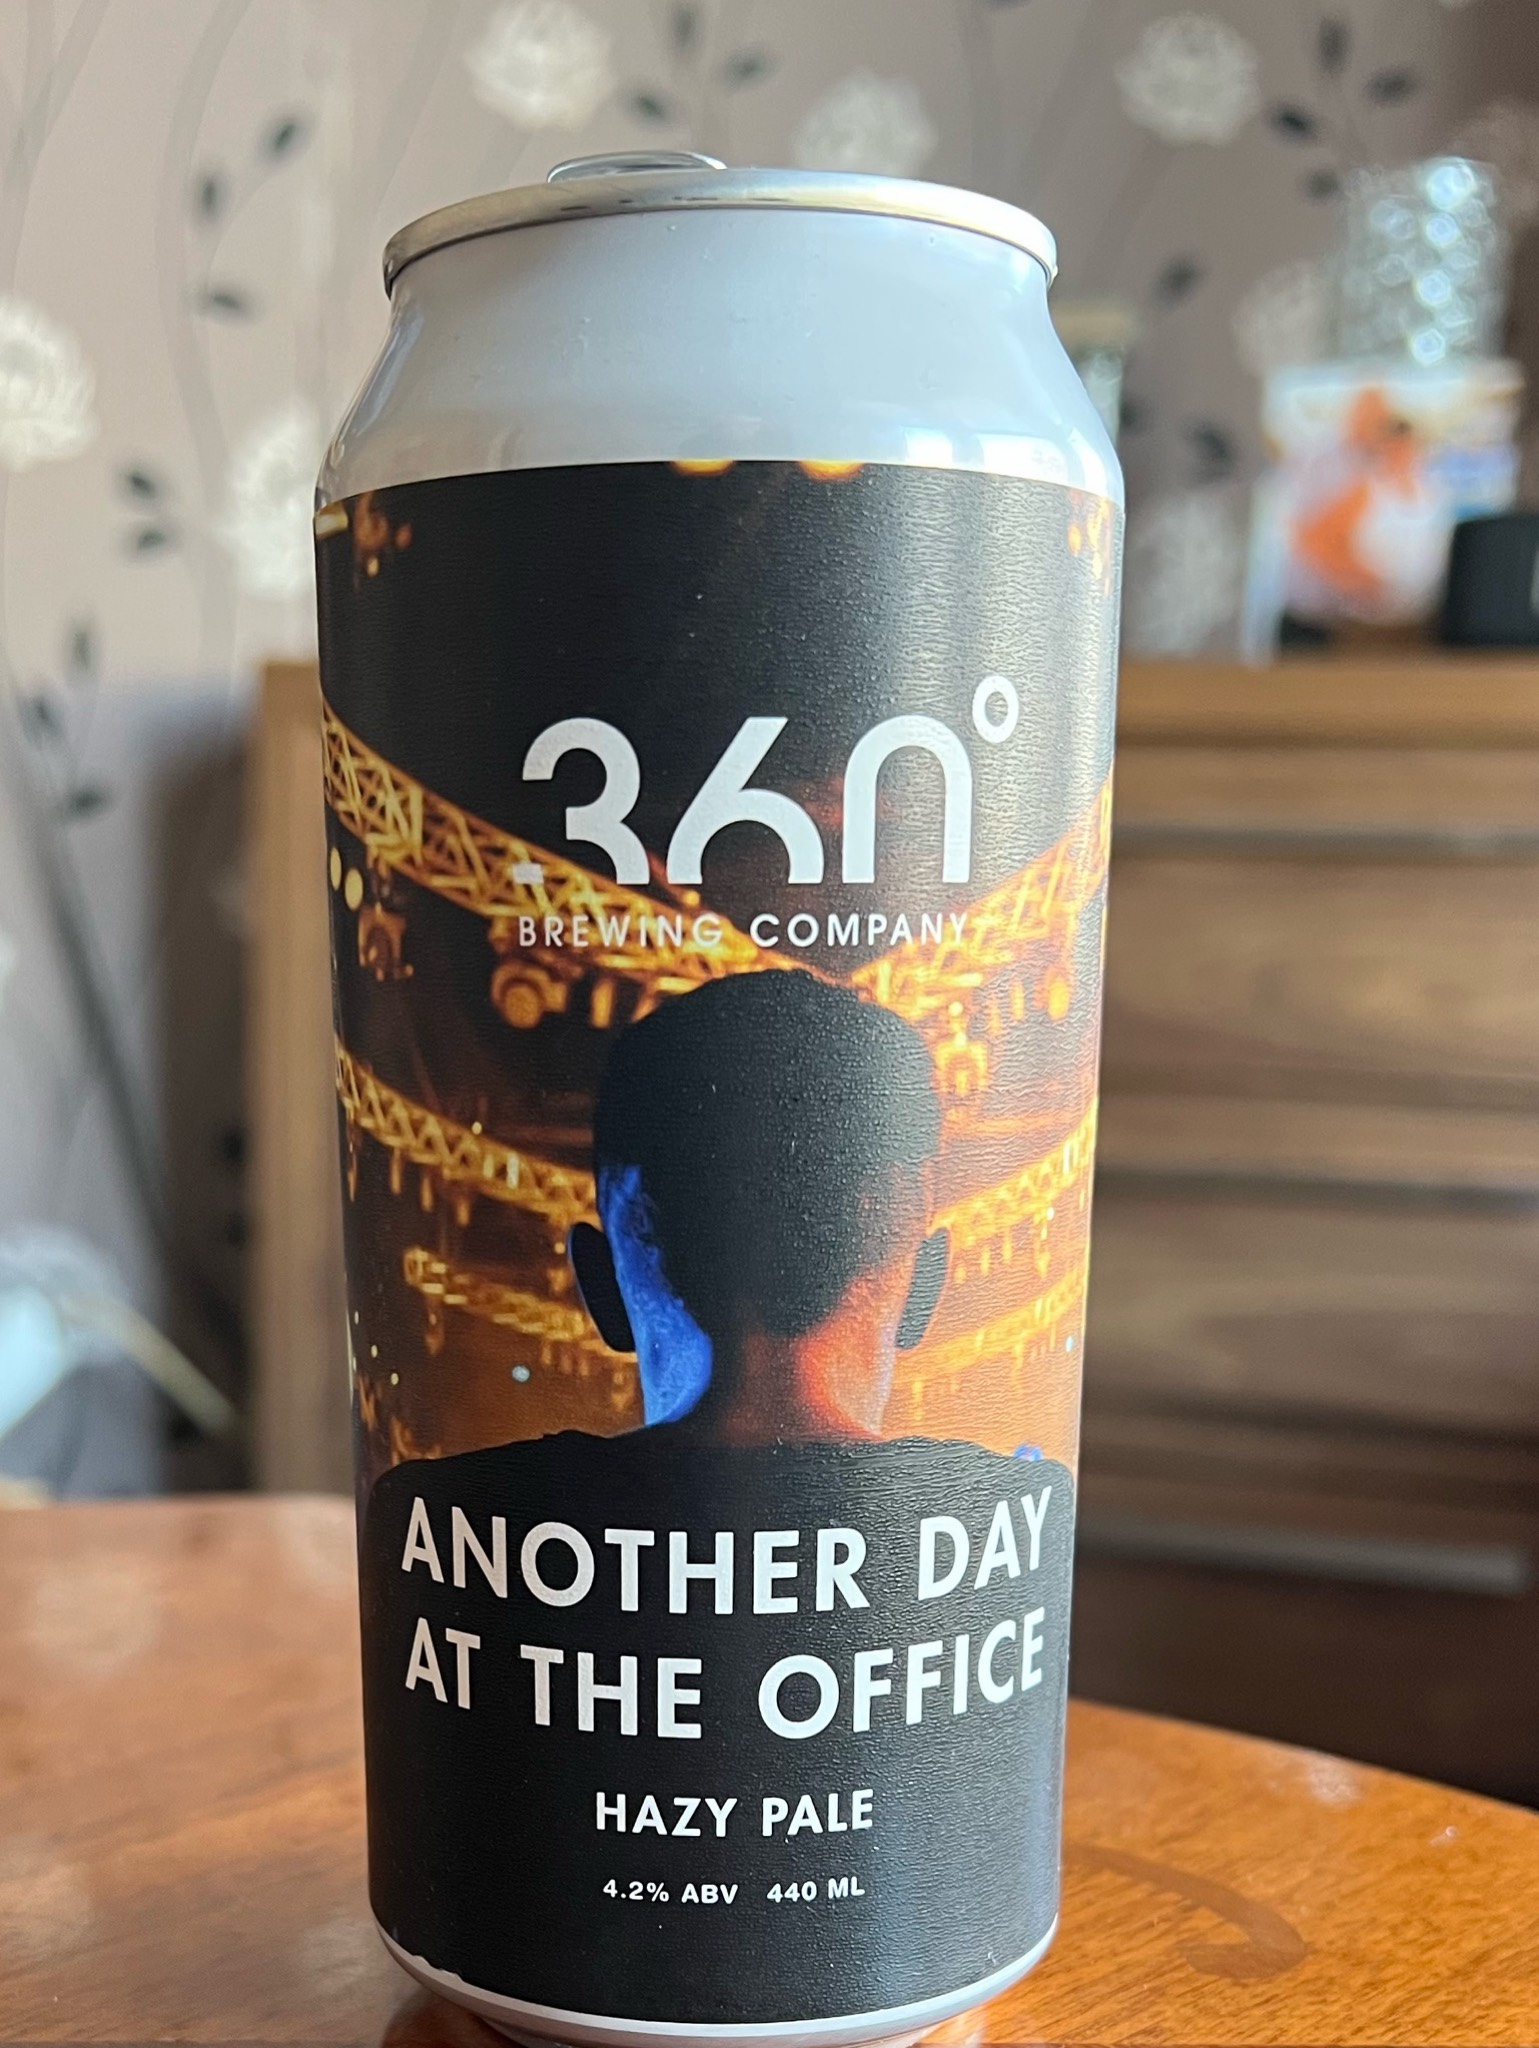 360°
BREWING COMPANY
ANOTHER DAY
AT THE OFFICE
HAZY PALE
4.2% ABV 440 ML